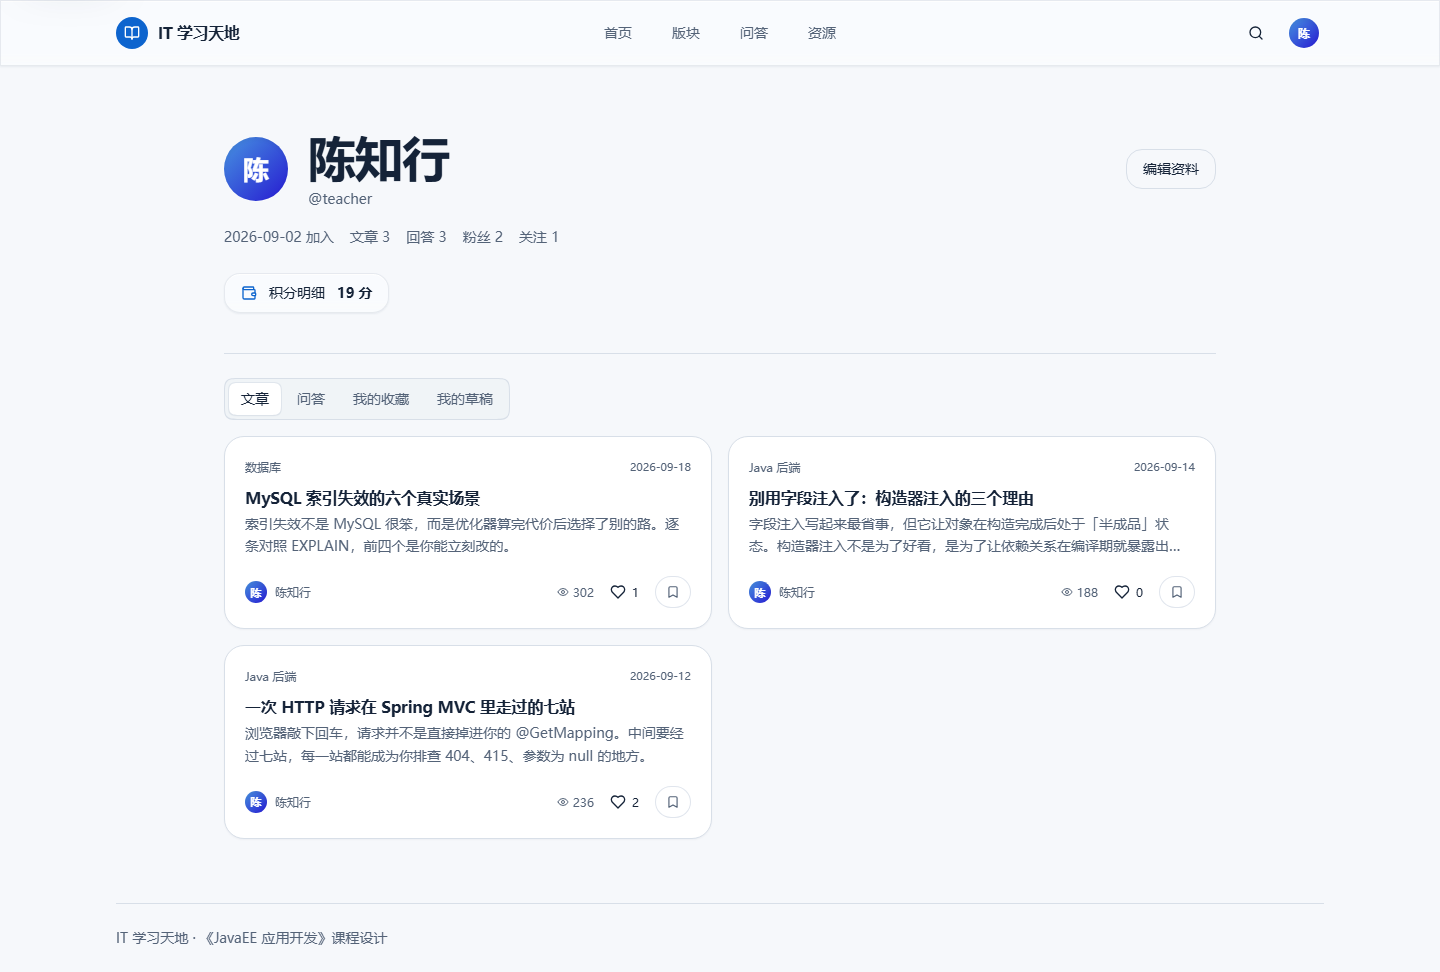 IT 学习天地
首页 版块 问答 资源
陈
陈
陈知行
@teacher
编辑资料
2026-09-02 加入 文章 3 回答 3 粉丝 2 关注 1
积分明细 19 分
文章 问答 我的收藏 我的草稿
数据库 2026-09-18
MySQL 索引失效的六个真实场景
索引失效不是 MySQL 很笨，而是优化器算完代价后选择了别的路。逐
条对照 EXPLAIN，前四个是你能立刻改的。
陈 陈知行 302 1
Java 后端 2026-09-14
别用字段注入了：构造器注入的三个理由
字段注入写起来最省事，但它让对象在构造完成后处于「半成品」状
态。构造器注入不是为了好看，是为了让依赖关系在编译期就暴露出...
陈 陈知行 188 0
Java 后端 2026-09-12
一次 HTTP 请求在 Spring MVC 里走过的七站
浏览器敲下回车，请求并不是直接掉进你的 @GetMapping。中间要经
过七站，每一站都能成为你排查 404、415、参数为 null 的地方。
陈 陈知行 236 2
IT 学习天地 · 《JavaEE 应用开发》课程设计